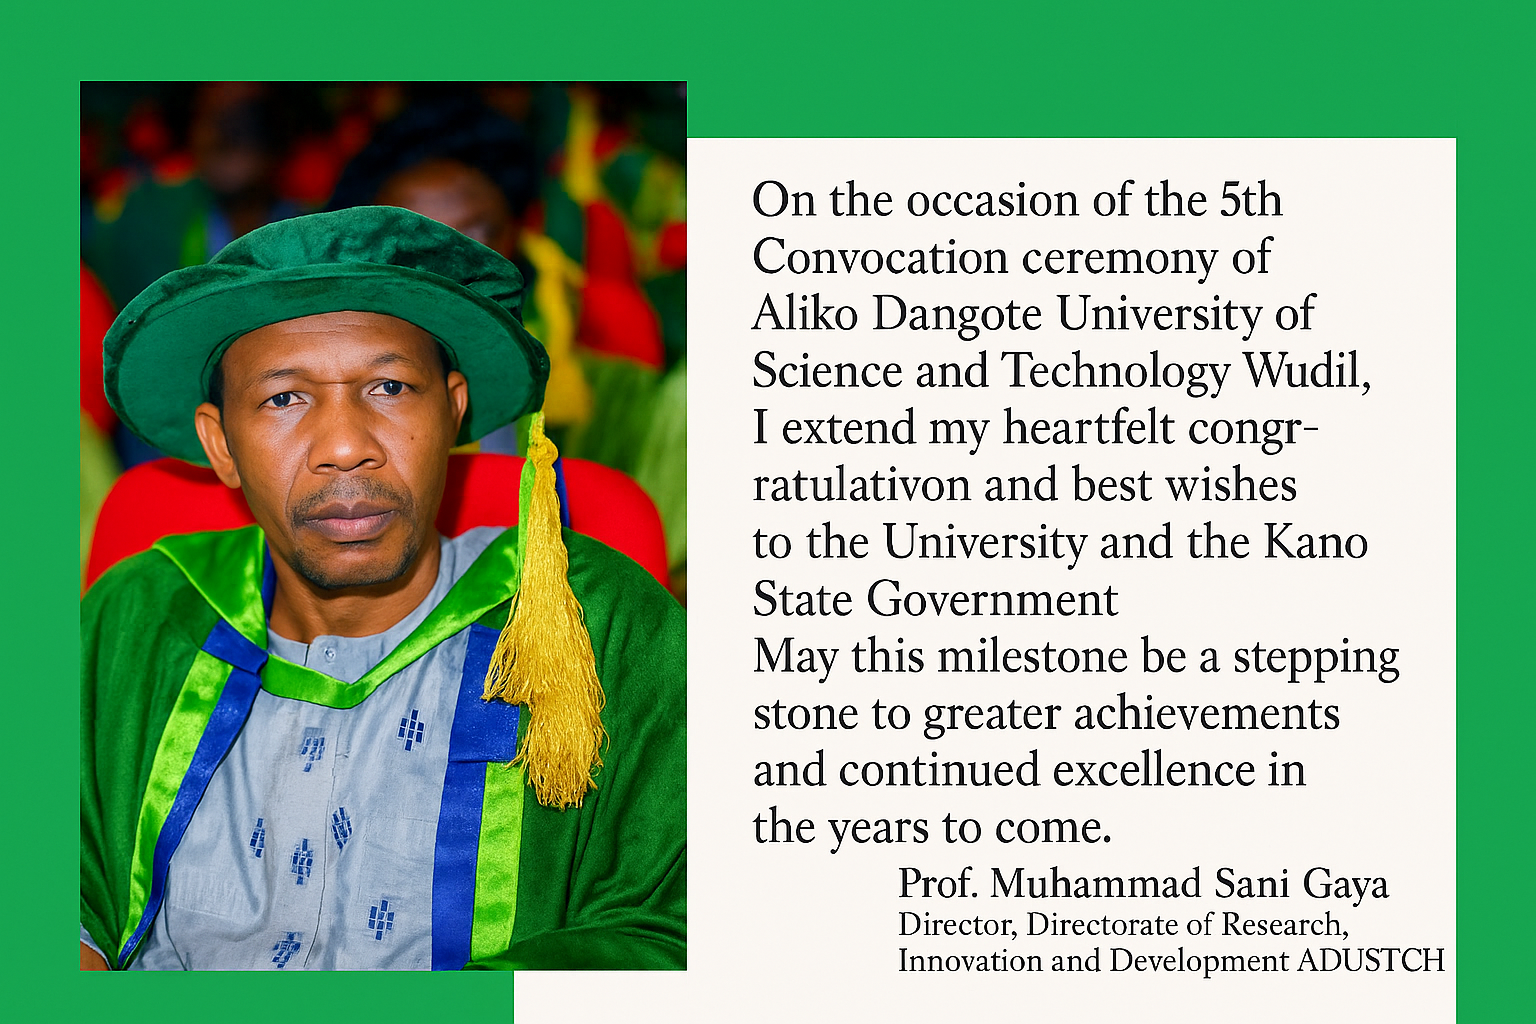 On the occasion of the 5th
Convocation ceremony of
Aliko Dangote University of
Science and Technology Wudil,
I extend my heartfelt congr-
ratulativon and best wishes
to the University and the Kano
State Government
May this milestone be a stepping
stone to greater achievements
and continued excellence in
the years to come.
Prof. Muhammad Sani Gaya
Director, Directorate of Research,
Innovation and Development ADUSTCH